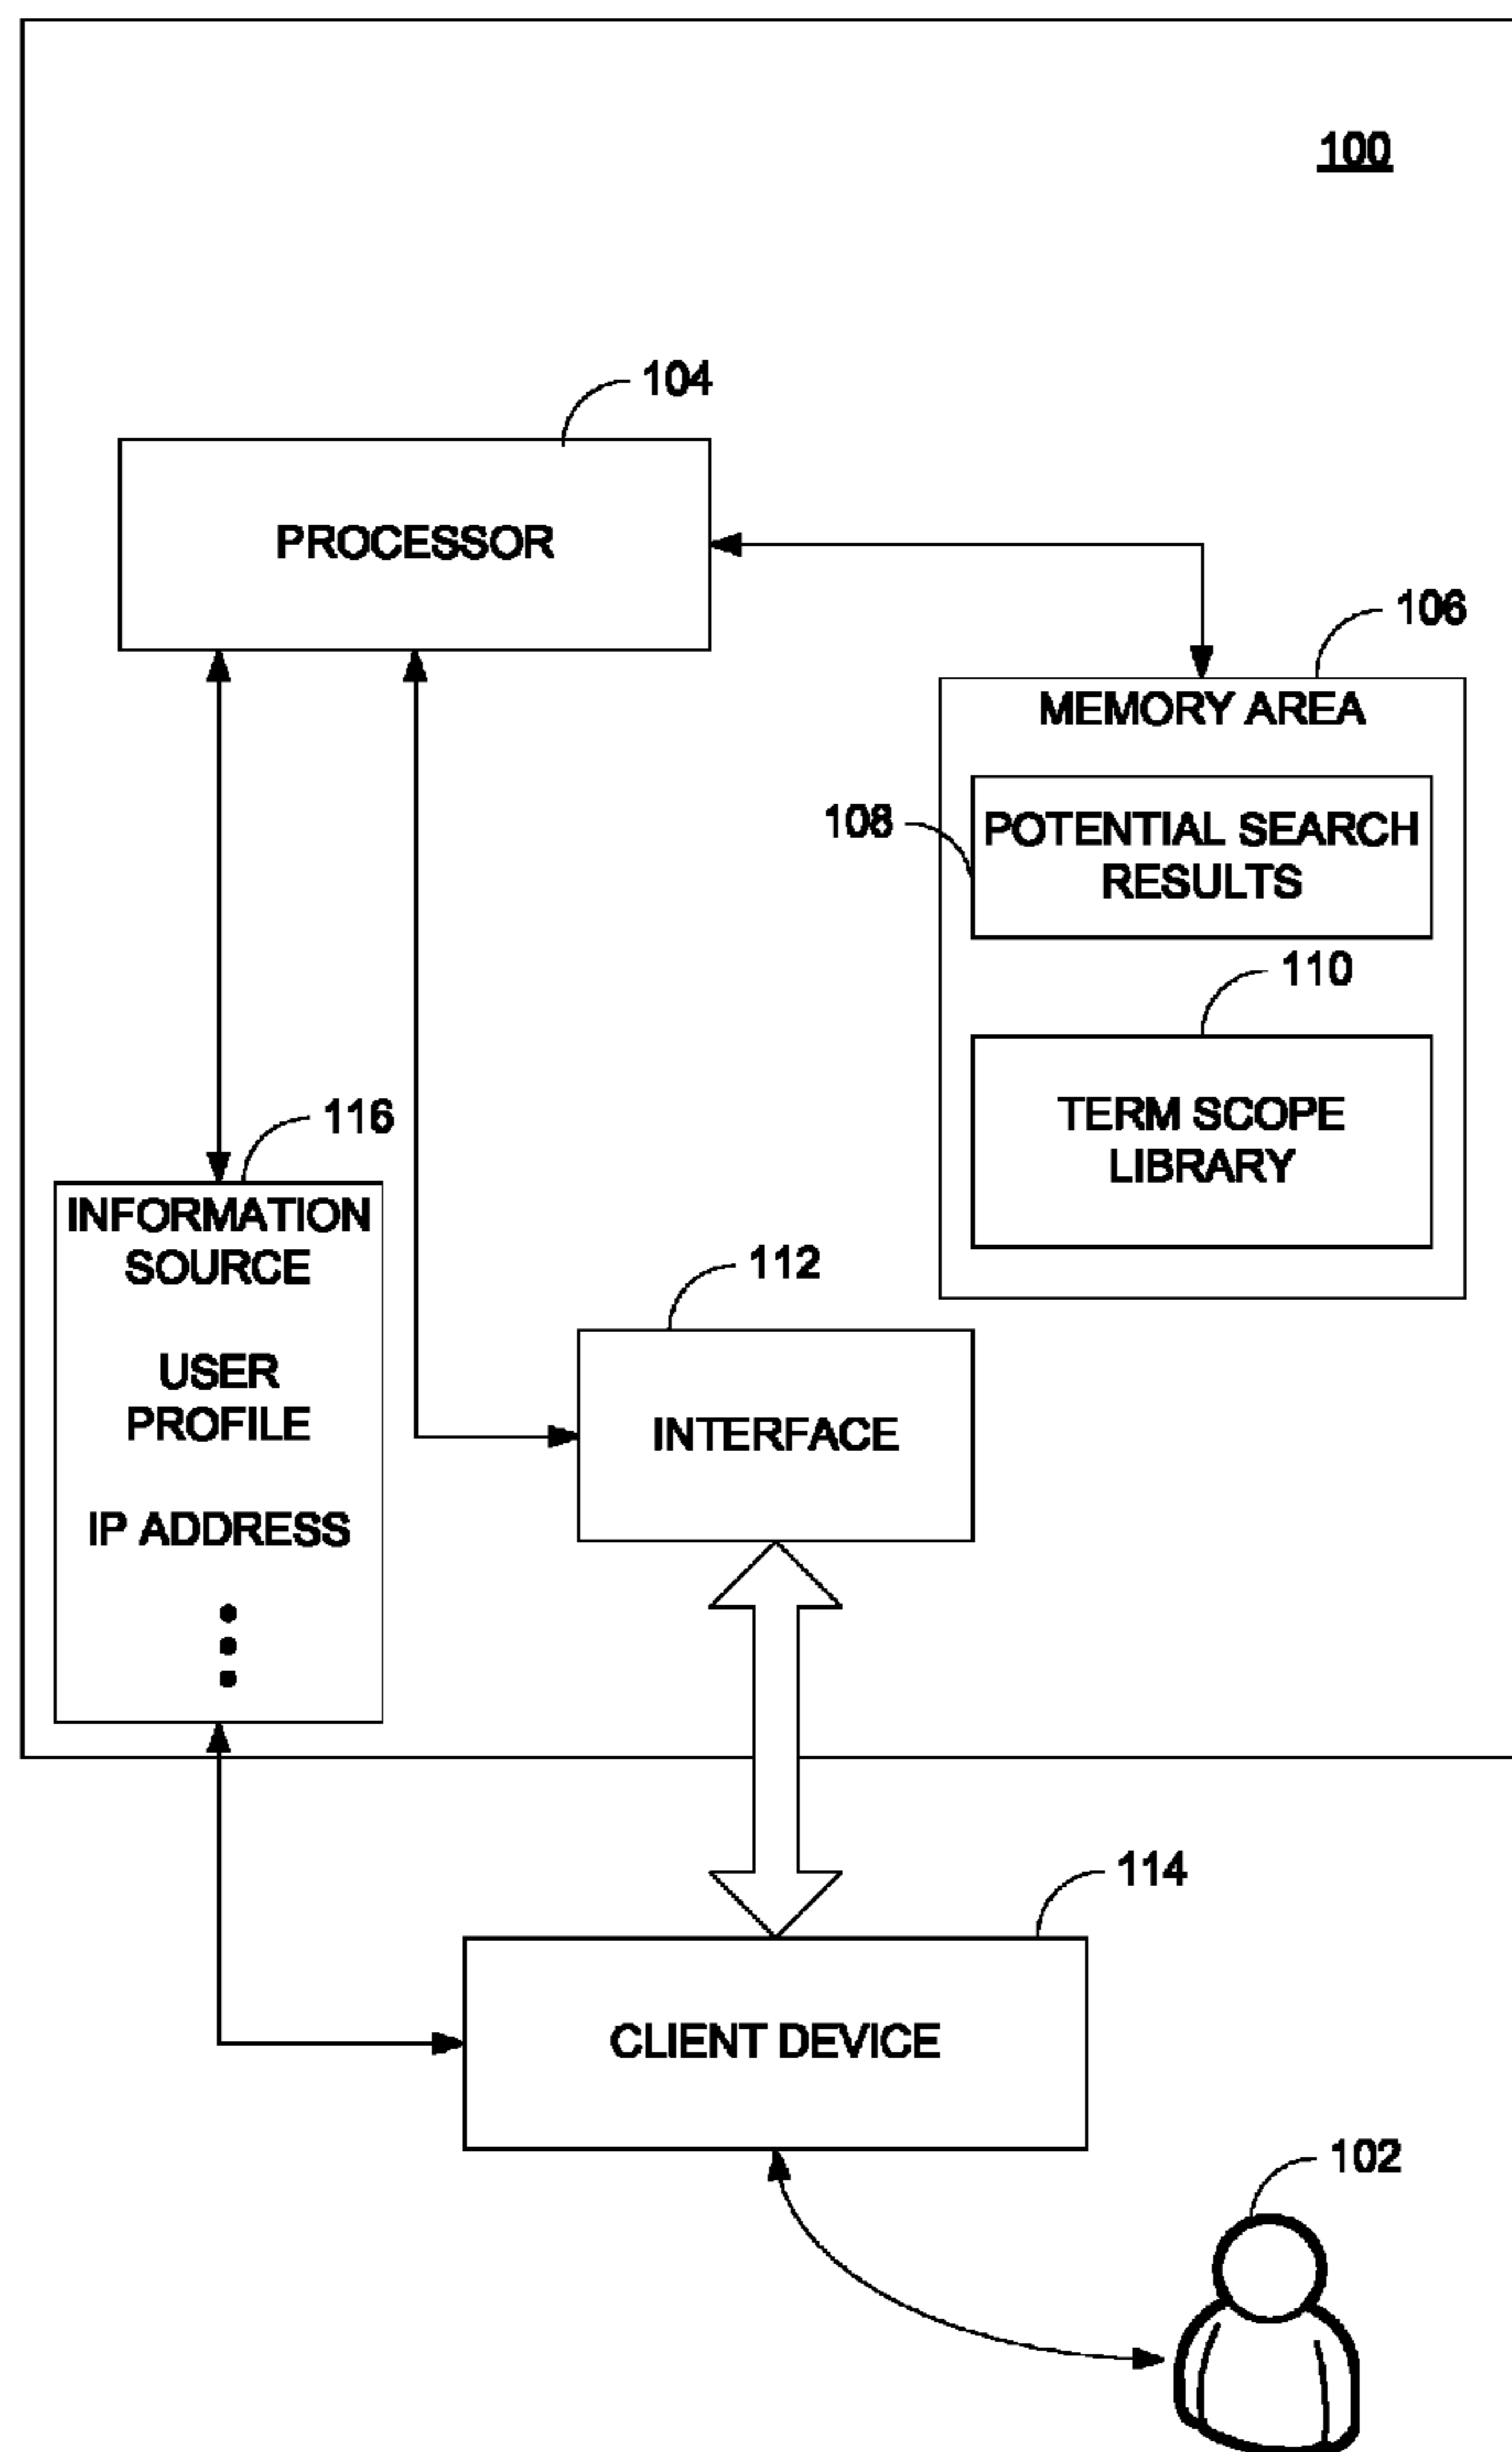 100
104
PROCESSOR
106
MEMORY AREA
108
POTENTIAL SEARCH
RESULTS
110
TERM SCOPE
LIBRARY
116
INFORMATION
SOURCE
USER
PROFILE
IP ADDRESS
112
INTERFACE
114
CLIENT DEVICE
102